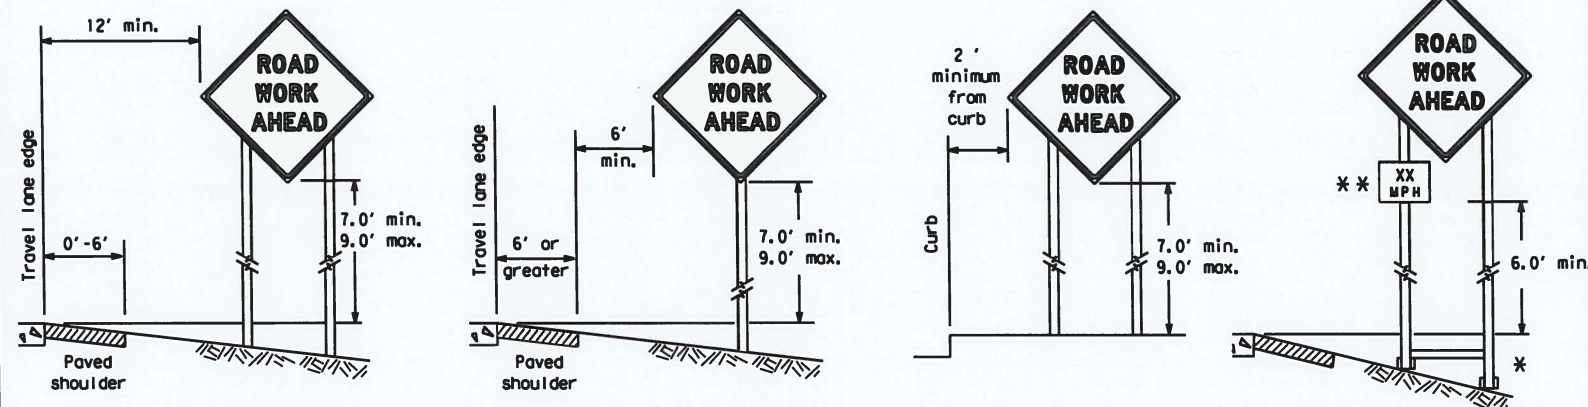 12' min.
ROAD
WORK
AHEAD
Travel lane edge
0'-6'
7.0' min.
9.0' max.
Paved
shoulder
ROAD
WORK
AHEAD
Travel lane edge
6'
min.
6' or
greater
7.0' min.
9.0' max.
Paved
shoulder
2'
minimum
from
curb
ROAD
WORK
AHEAD
Curb
7.0' min.
9.0' max.
ROAD
WORK
AHEAD
* *
XX
MPH
6.0' min.
*